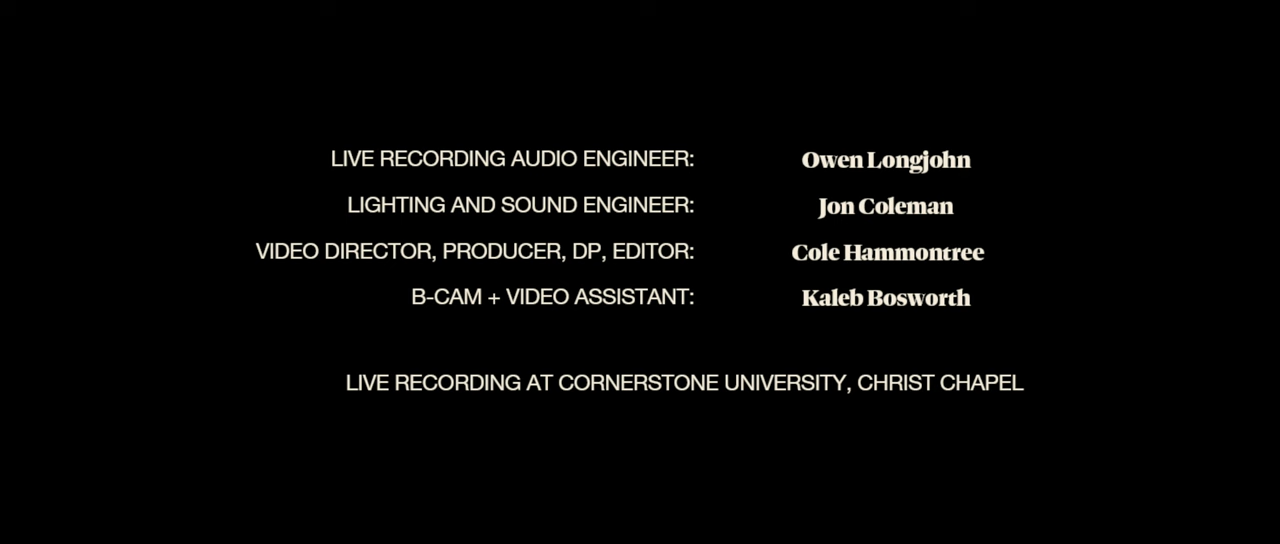 LIVE RECORDING AUDIO ENGINEER: Owen Longjohn
LIGHTING AND SOUND ENGINEER: Jon Coleman
VIDEO DIRECTOR, PRODUCER, DP, EDITOR: Cole Hammontree
B-CAM + VIDEO ASSISTANT: Kaleb Bosworth
LIVE RECORDING AT CORNERSTONE UNIVERSITY, CHRIST CHAPEL